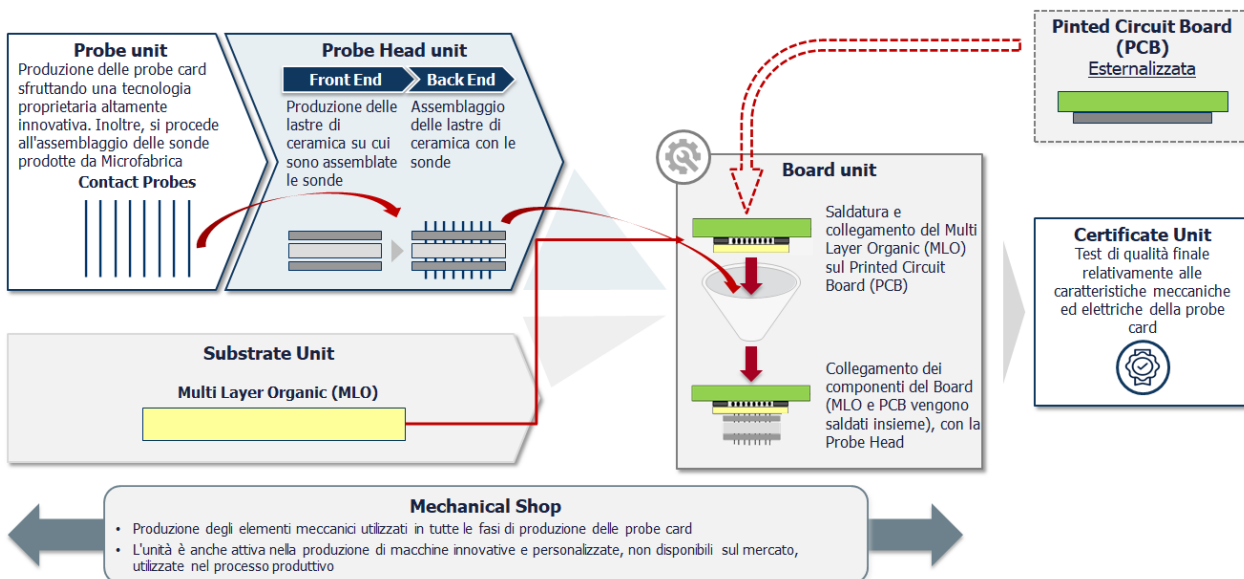 Probe unit
Produzione delle probe card
sfruttando una tecnologia
proprietaria altamente
innovativa. Inoltre, si procede
all'assemblaggio delle sonde
prodotte da Microfabrica
Contact Probes
Probe Head unit
Front End
Back End
Produzione delle
lastre di
ceramica su cui
sono assemblate
le sonde
Assemblaggio
delle lastre di
ceramica con le
sonde
Pinted Circuit Board
(PCB)
Esternalizzata
Substrate Unit
Multi Layer Organic (MLO)
Board unit
Saldatura e
collegamento del Multi
Layer Organic (MLO)
sul Printed Circuit
Board (PCB)
Collegamento dei
componenti del Board
(MLO e PCB vengono
saldati insieme), con la
Probe Head
Certificate Unit
Test di qualità finale
relativamente alle
caratteristiche meccaniche
ed elettriche della probe
card
Mechanical Shop
• Produzione degli elementi meccanici utilizzati in tutte le fasi di produzione delle probe card
• L'unità è anche attiva nella produzione di macchine innovative e personalizzate, non disponibili sul mercato,
utilizzate nel processo produttivo